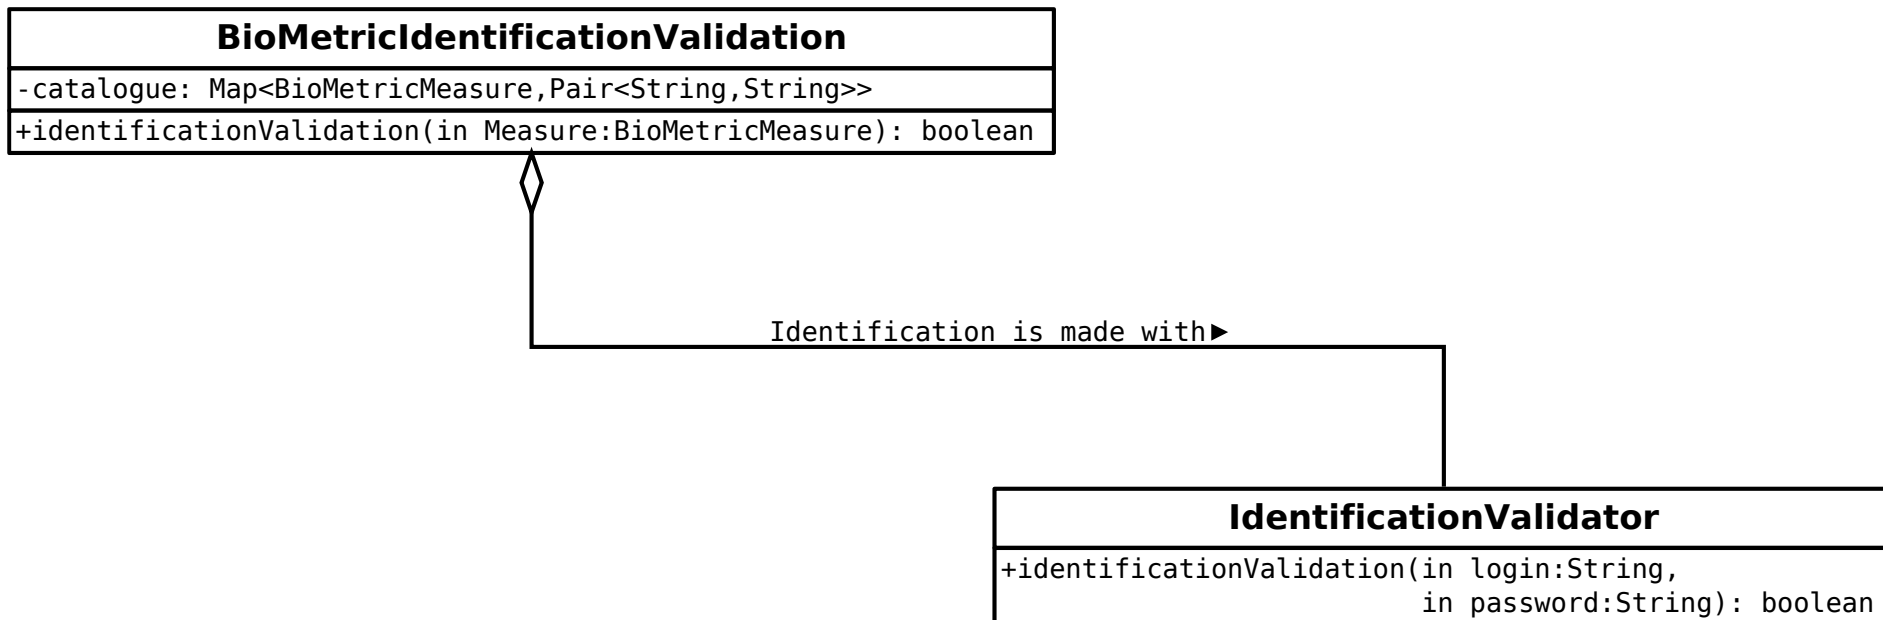 BioMetricIdentificationValidation
-catalogue: Map<BioMetricMeasure,Pair<String,String>>
+identificationValidation(in Measure:BioMetricMeasure): boolean
Identification is made with►
IdentificationValidator
+identificationValidation(in login:String,
in password:String): boolean